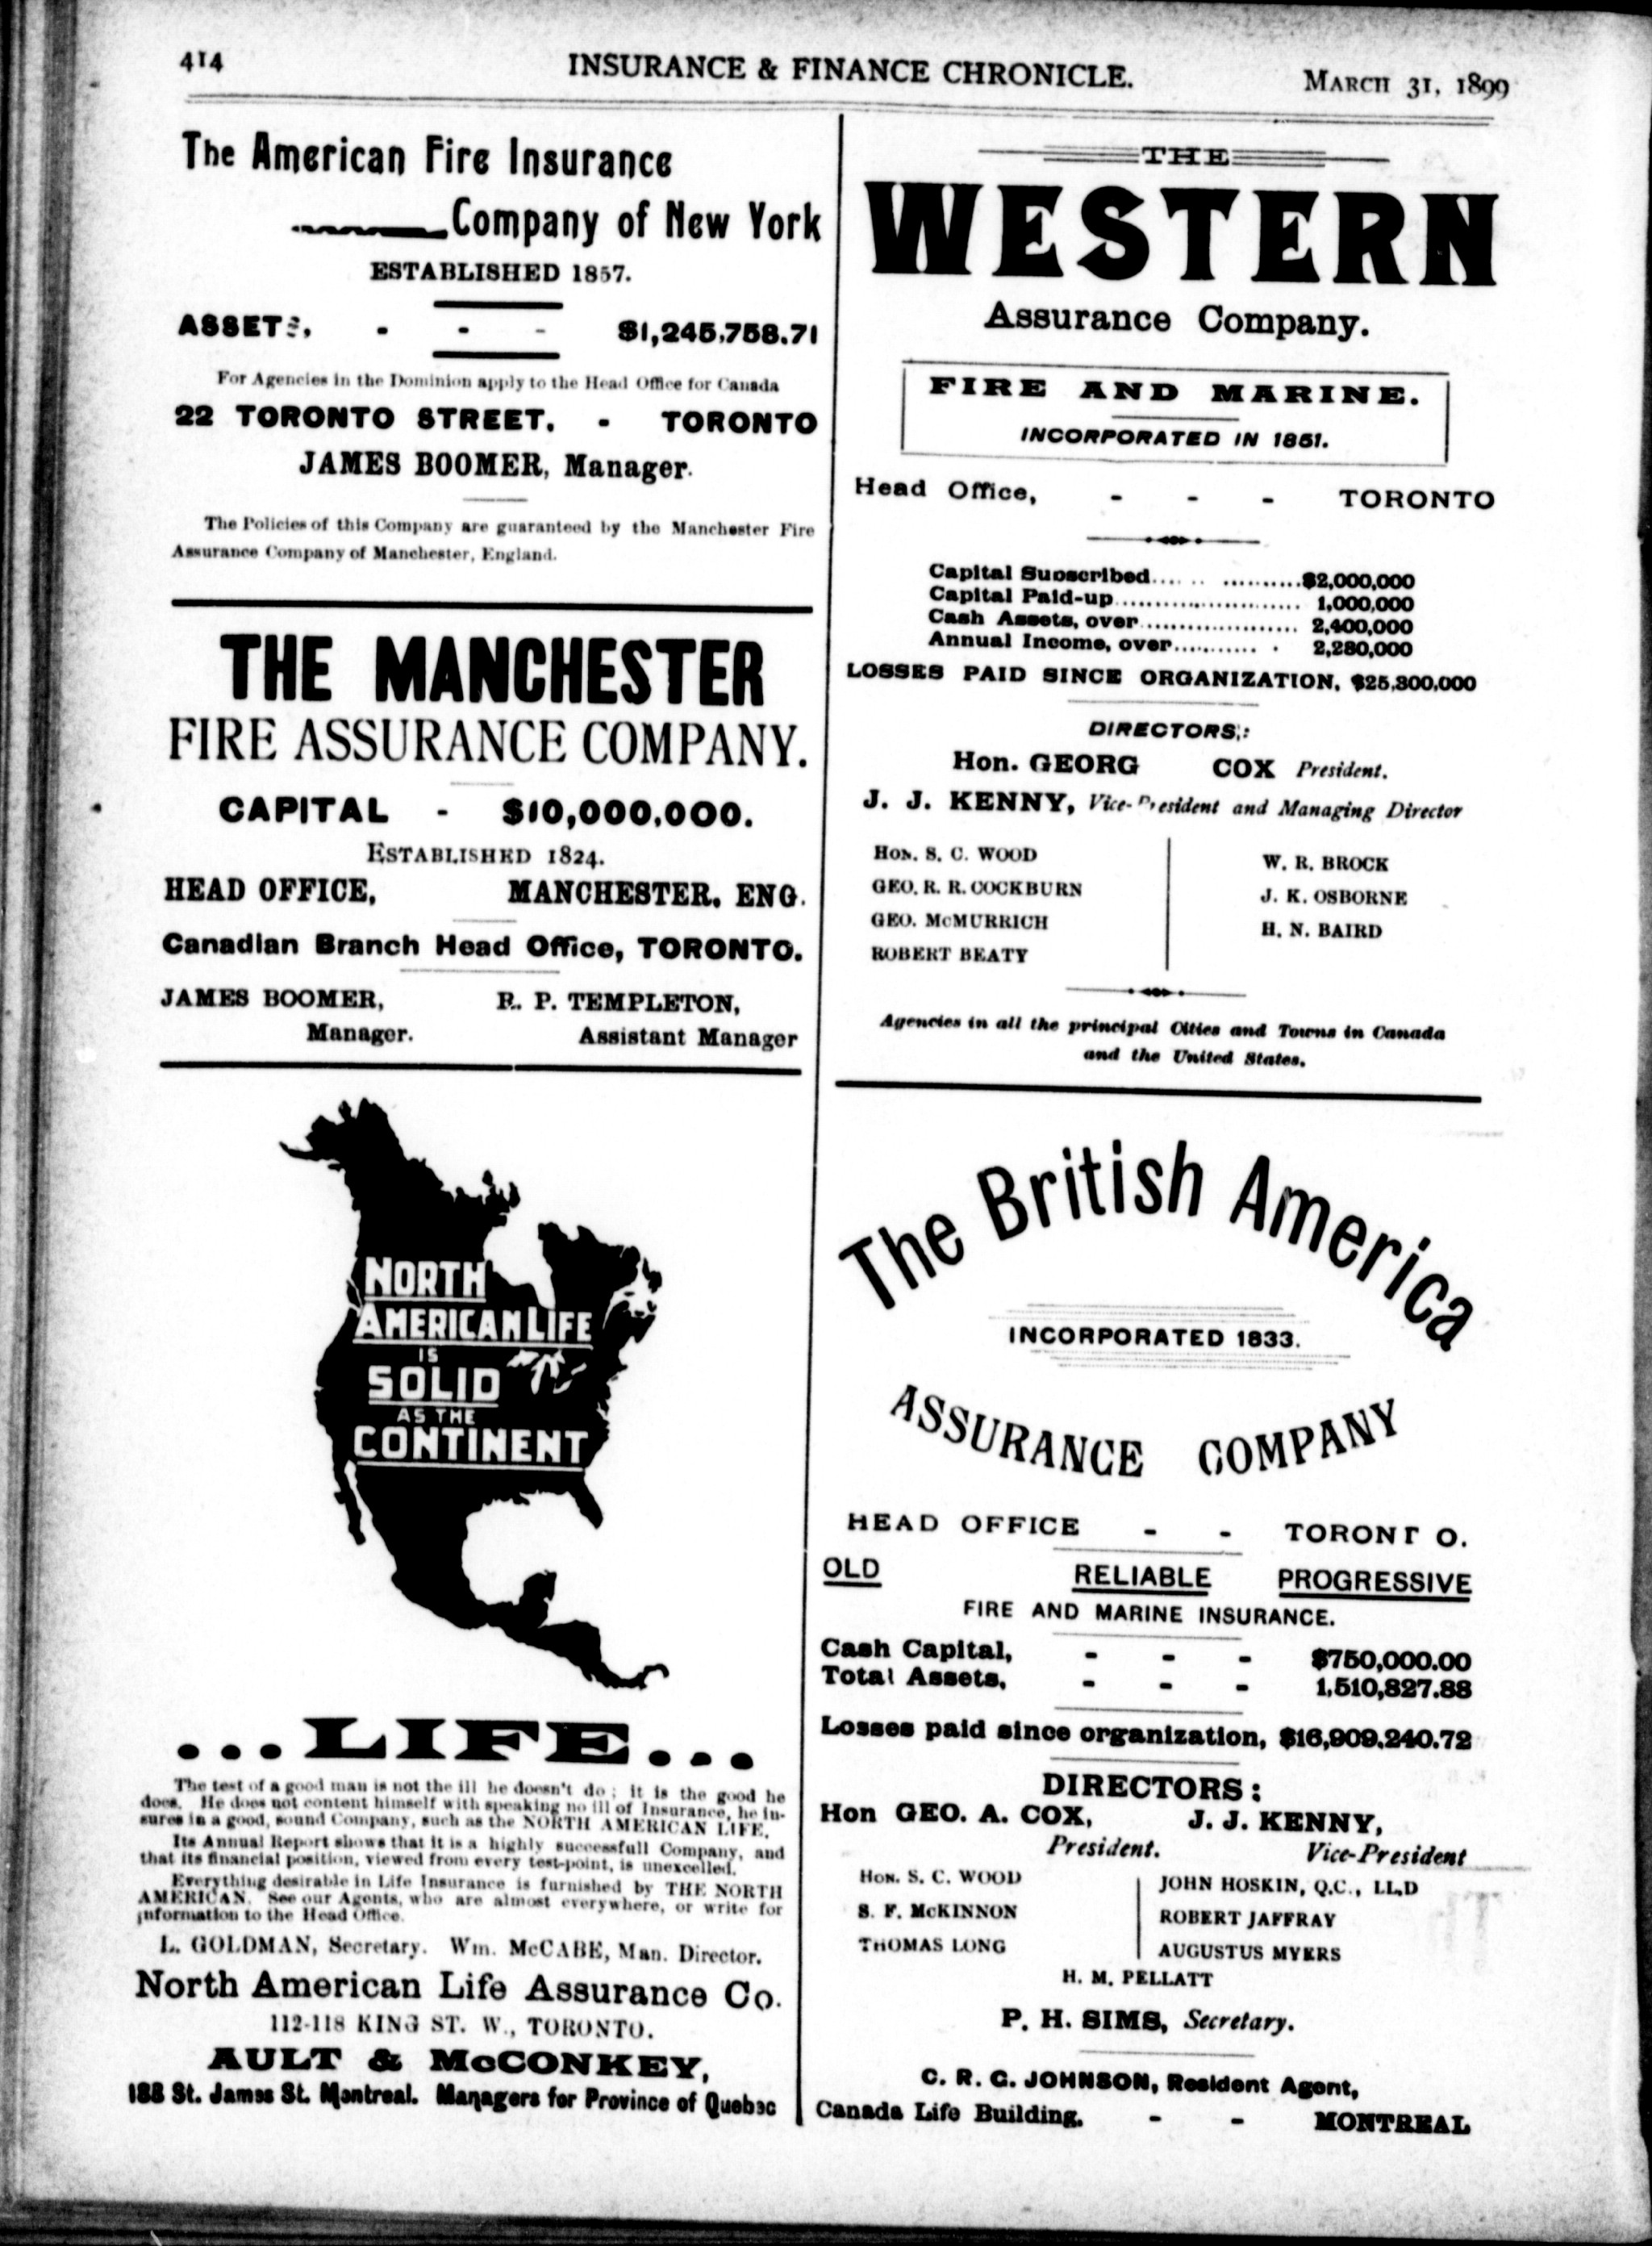 414
INSURANCE & FINANCE CHRONICLE.
MARCH 31, 1899
The American Fire Insurance
Company of New York
ESTABLISHED 1857.
ASSETS, - - - $1,245,758.71
For Agencies in the Dominion apply to the Head Office for Canada
22 TORONTO STREET. - TORONTO
JAMES BOOMER, Manager.
The Policies of this Company are guaranteed by the Manchester Fire
Assurance Company of Manchester, England.
THE MANCHESTER
FIRE ASSURANCE COMPANY.
CAPITAL - $10,000,000.
ESTABLISHED 1824.
HEAD OFFICE, MANCHESTER, ENG.
Canadian Branch Head Office, TORONTO.
JAMES BOOMER, R. P. TEMPLETON,
Manager. Assistant Manager
NORTH
AMERICAN LIFE
IS
SOLID
AS THE
CONTINENT
...LIFE...
The test of a good man is not the ill he doesn't do; it is the good he
does. He does not content himself with speaking no ill of Insurance, he in-
sures in a good, sound Company, such as the NORTH AMERICAN LIFE.
Its Annual Report shows that it is a highly successfull Company, and
that its financial position, viewed from every test-point, is unexcelled.
Everything desirable in Life Insurance is furnished by THE NORTH
AMERICAN. See our Agents, who are almost everywhere, or write for
information to the Head Office.
L. GOLDMAN, Secretary. Wm. McCABE, Man. Director.
North American Life Assurance Co.
112-118 KING ST. W., TORONTO.
AULT & McCONKEY,
188 St. James St. Montreal. Managers for Province of Quebec
THE
WESTERN
Assurance Company.
FIRE AND MARINE.
INCORPORATED IN 1851.
Head Office, - - - TORONTO
Capital Subscribed.... .. ..........$2,000,000
Capital Paid-up........................ 1,000,000
Cash Assets, over.................... 2,400,000
Annual Income, over........... . 2,280,000
LOSSES PAID SINCE ORGANIZATION, $25,800,000
DIRECTORS:
Hon. GEORG COX President.
J. J. KENNY, Vice-President and Managing Director
HON. S. C. WOOD
GEO. R. R. COCKBURN
GEO. McMURRICH
ROBERT BEATY
W. R. BROCK
J. K. OSBORNE
H. N. BAIRD
Agencies in all the principal Cities and Towns in Canada
and the United States.
The British America
INCORPORATED 1833.
ASSURANCE COMPANY
HEAD OFFICE - - TORONTO.
OLD RELIABLE PROGRESSIVE
FIRE AND MARINE INSURANCE.
Cash Capital, - - - $750,000.00
Total Assets, - - - 1,510,827.88
Losses paid since organization, $16,909,240.72
DIRECTORS:
Hon GEO. A. COX, J. J. KENNY,
President. Vice-President
HON. S. C. WOOD
S. F. McKINNON
THOMAS LONG
JOHN HOSKIN, Q.C., LL.D
ROBERT JAFFRAY
AUGUSTUS MYERS
H. M. PELLATT
P. H. SIMS, Secretary.
C. R. G. JOHNSON, Resident Agent,
Canada Life Building. - - MONTREAL